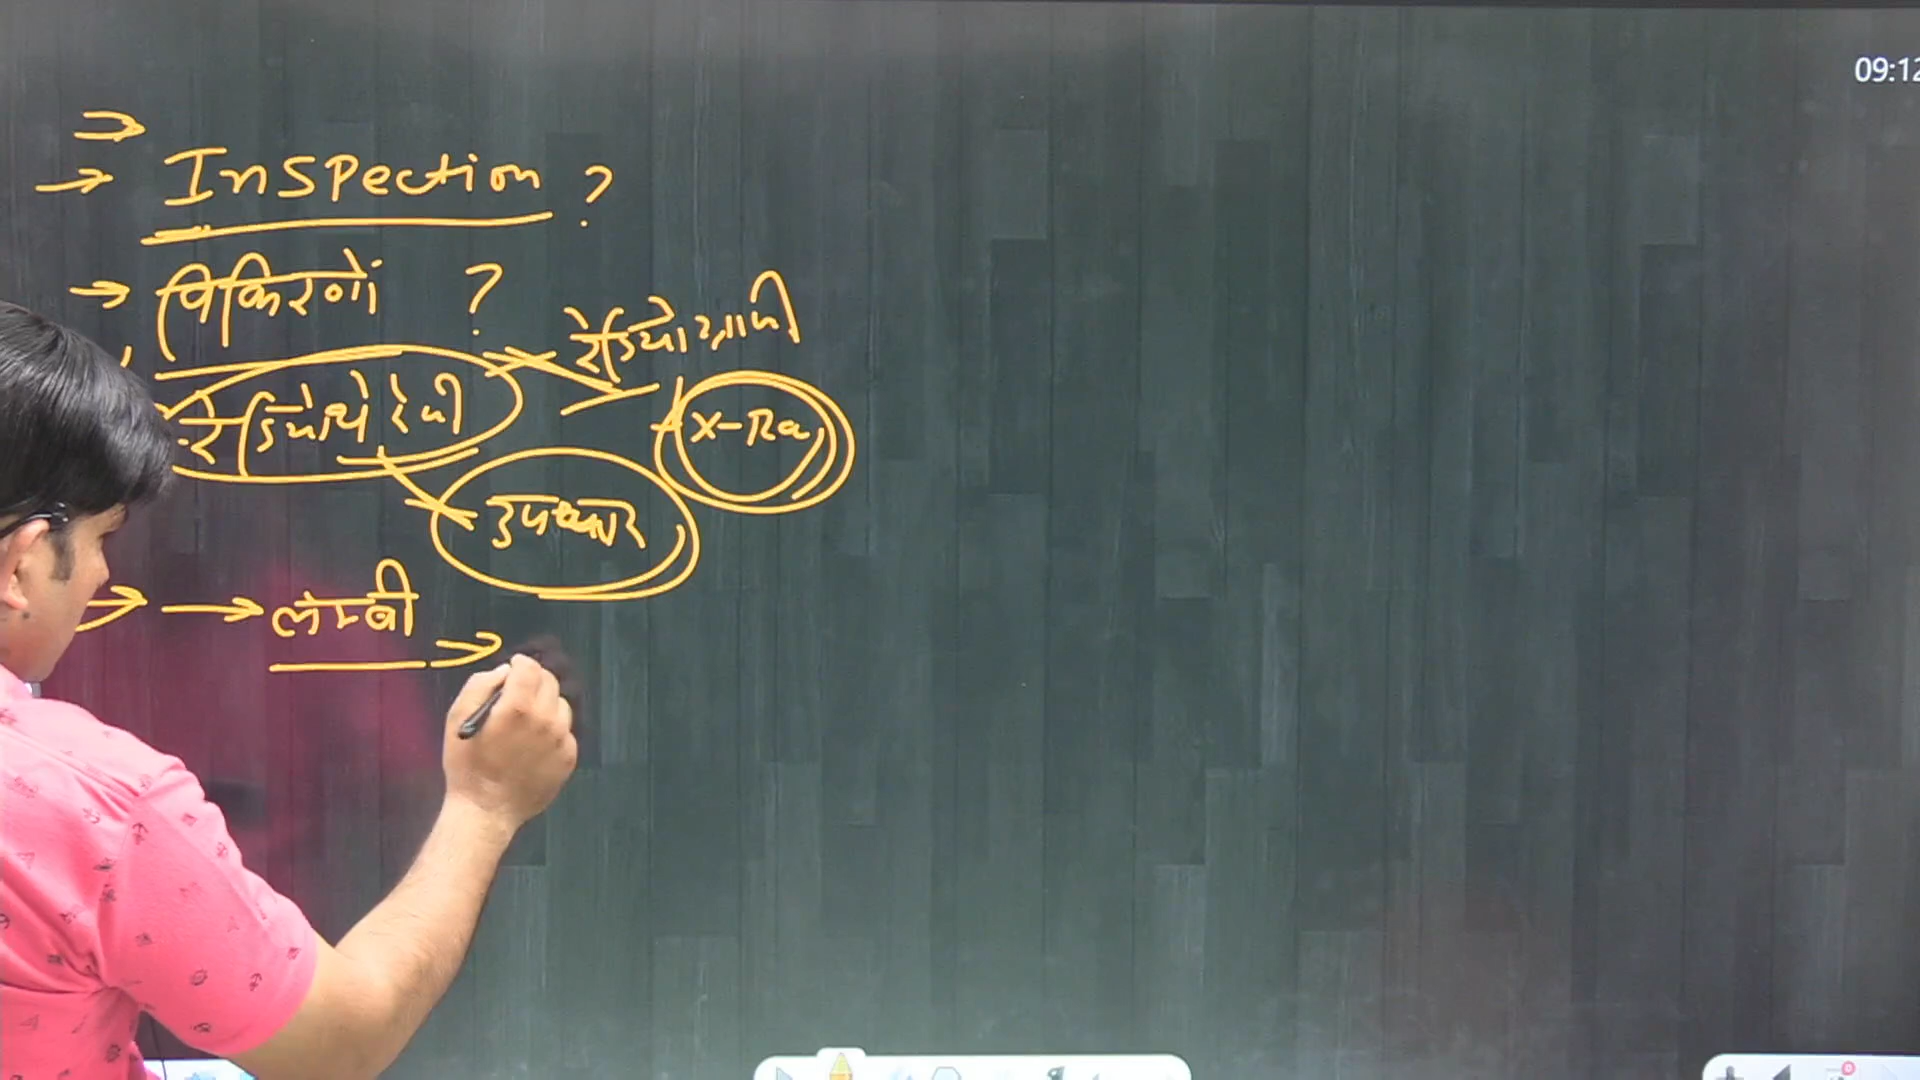 09:12
→ Inspection ?
→ विकिरणों ?
रेडियोग्राफी
रेडियोथेरेपी
X-Ra
उपचार
→ → लम्बी →